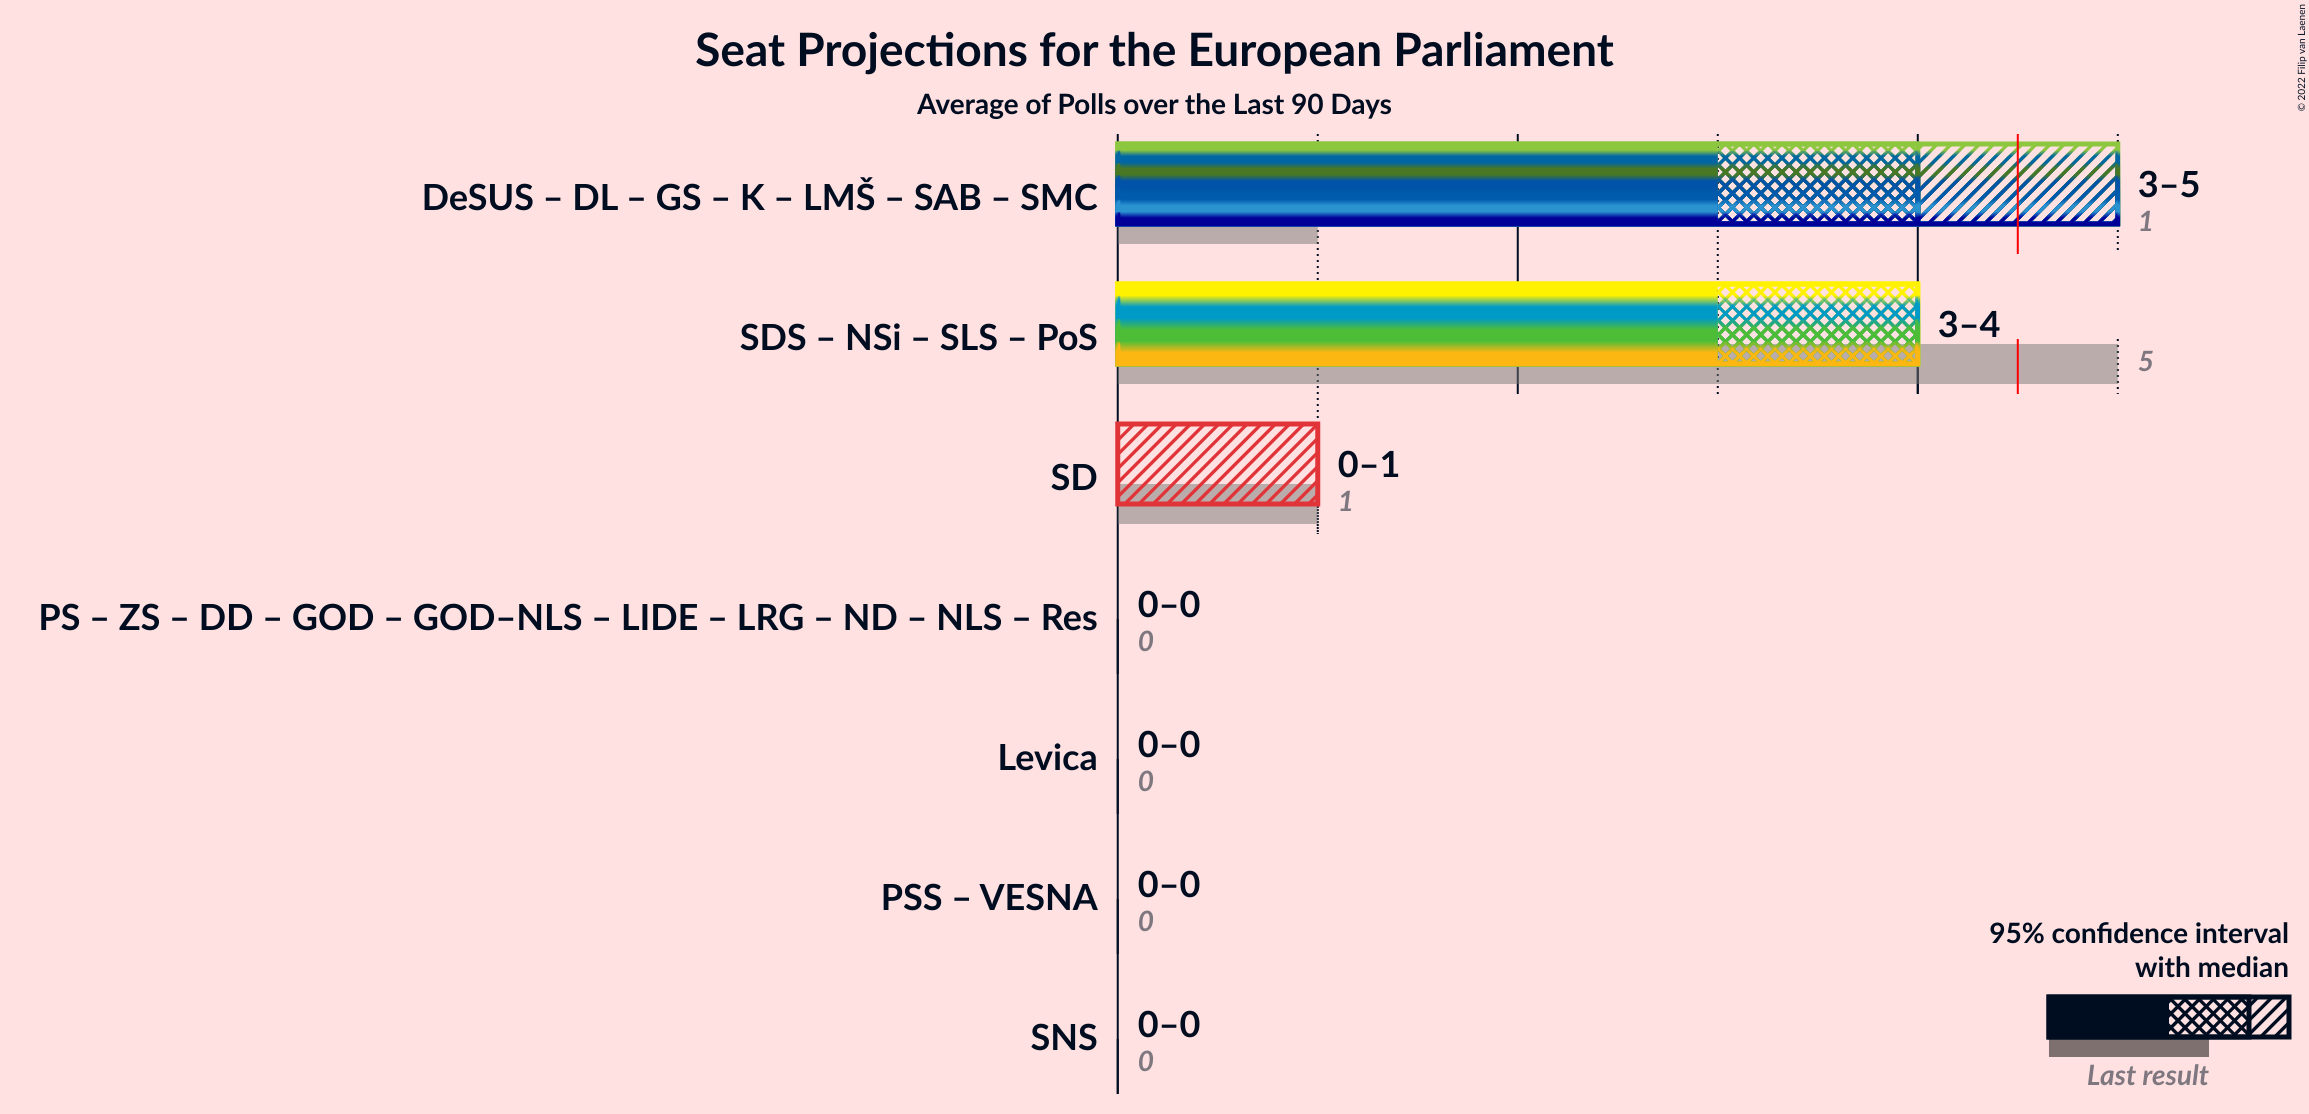 Seat Projections for the European Parliament
Average of Polls over the Last 90 Days
© 2022 Filip van Laenen
DeSUS – DL – GS – K – LMŠ – SAB – SMC
3–5
1
SDS – NSi – SLS – PoS
3–4
5
SD
0–1
1
PS – ZS – DD – GOD – GOD–NLS – LIDE – LRG – ND – NLS – Res
0–0
0
Levica
0–0
0
PSS – VESNA
0–0
0
SNS
0–0
0
95% confidence interval
with median
Last result